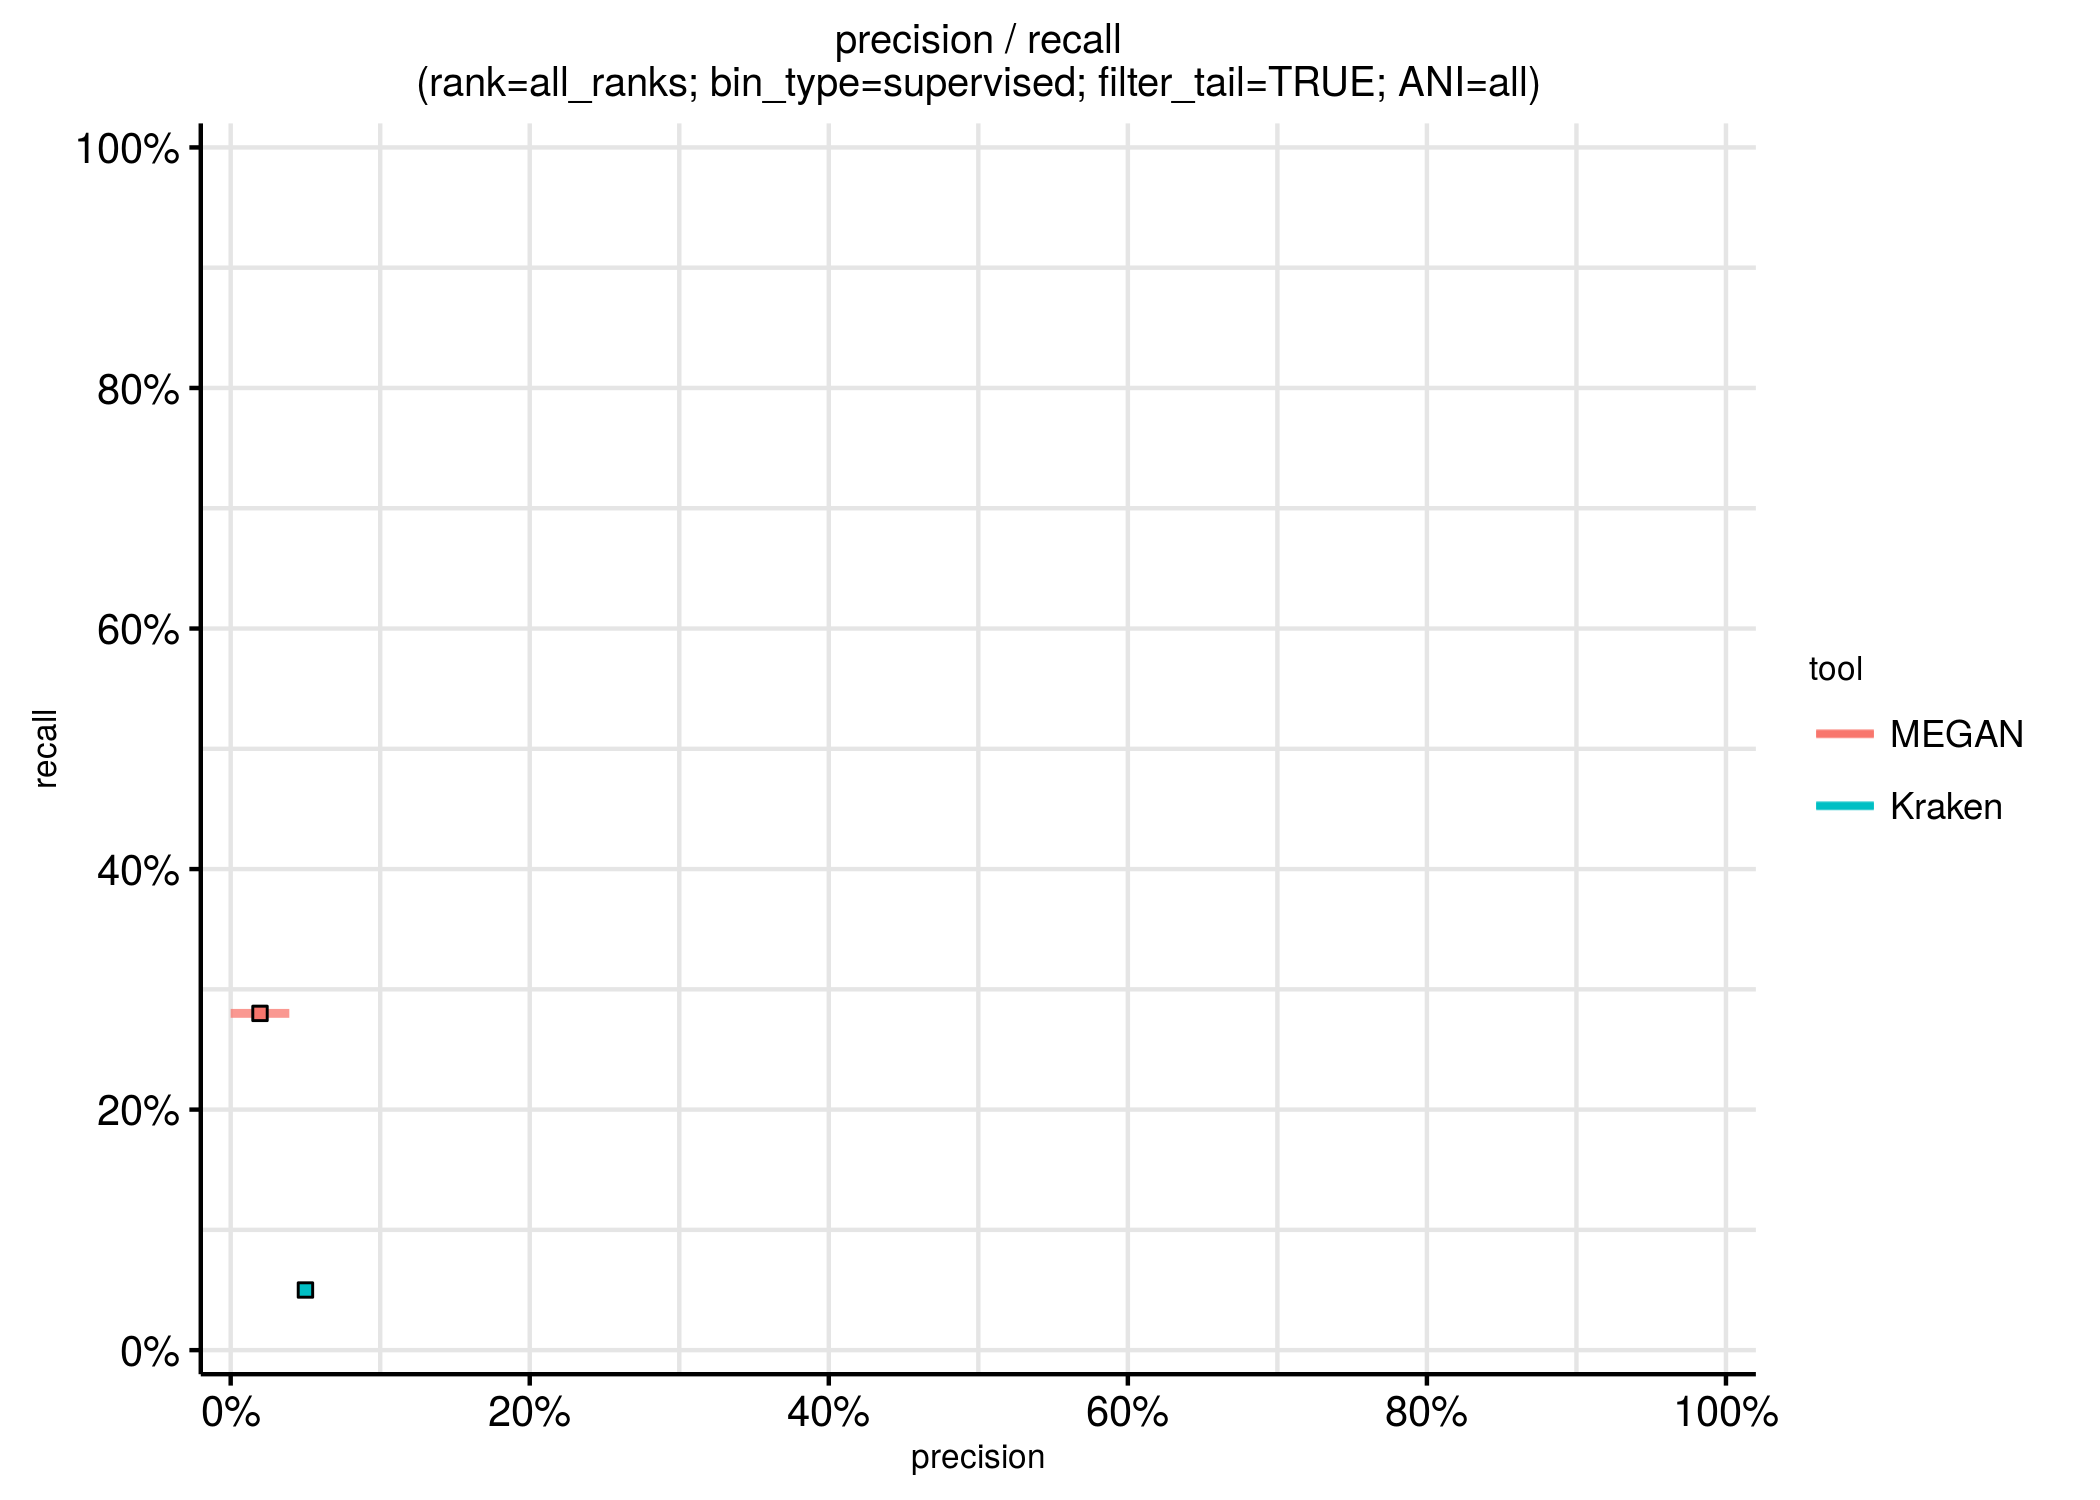 precision / recall
(rank=all_ranks; bin_type=supervised; filter_tail=TRUE; ANI=all)
100%
80%
60%
40%
20%
0%
recall
0% 20% 40% 60% 80% 100%
precision
tool
MEGAN
Kraken